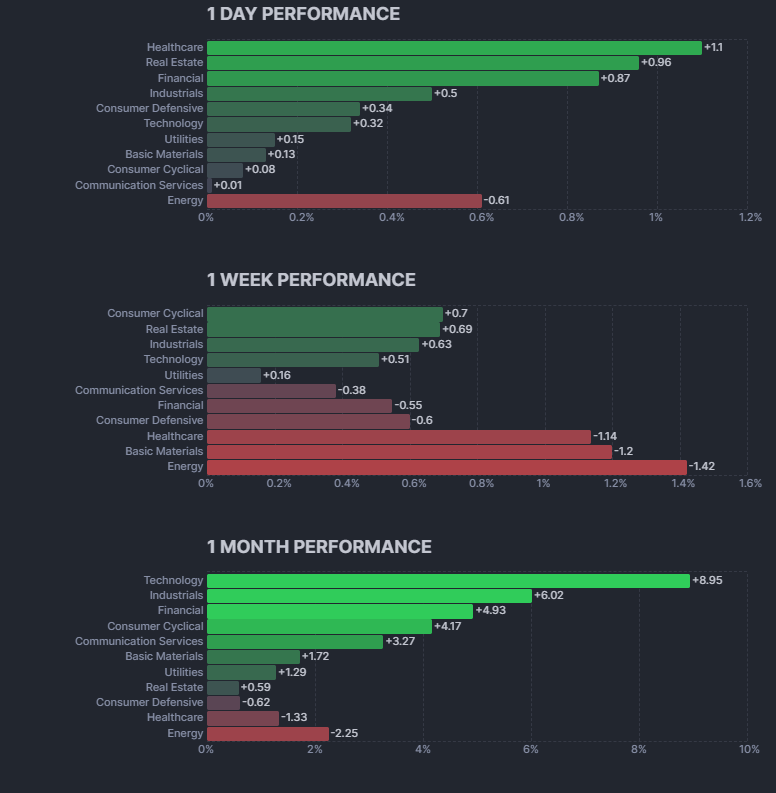 1 DAY PERFORMANCE
Healthcare +1.1
Real Estate +0.96
Financial +0.87
Industrials +0.5
Consumer Defensive +0.34
Technology +0.32
Utilities +0.15
Basic Materials +0.13
Consumer Cyclical +0.08
Communication Services +0.01
Energy -0.61
0% 0.2% 0.4% 0.6% 0.8% 1% 1.2%
1 WEEK PERFORMANCE
Consumer Cyclical +0.7
Real Estate +0.69
Industrials +0.63
Technology +0.51
Utilities +0.16
Communication Services -0.38
Financial -0.55
Consumer Defensive -0.6
Healthcare -1.14
Basic Materials -1.2
Energy -1.42
0% 0.2% 0.4% 0.6% 0.8% 1% 1.2% 1.4% 1.6%
1 MONTH PERFORMANCE
Technology +8.95
Industrials +6.02
Financial +4.93
Consumer Cyclical +4.17
Communication Services +3.27
Basic Materials +1.72
Utilities +1.29
Real Estate +0.59
Consumer Defensive -0.62
Healthcare -1.33
Energy -2.25
0% 2% 4% 6% 8% 10%